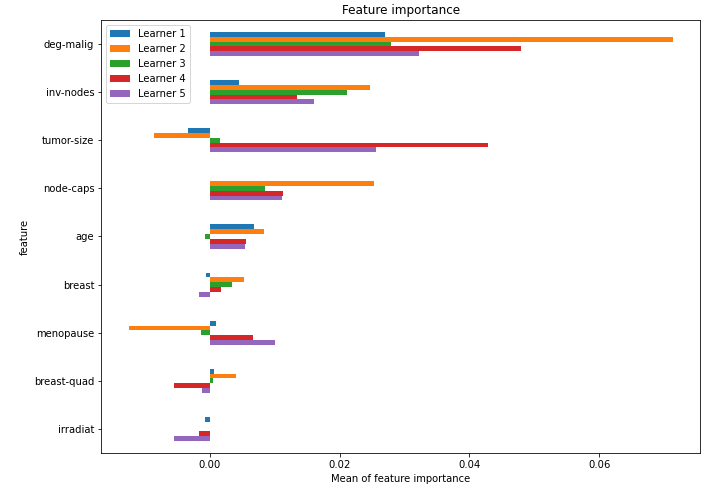 Feature importance
Learner 1
Learner 2
Learner 3
Learner 4
Learner 5
deg-malig
inv-nodes
tumor-size
node-caps
age
breast
menopause
breast-quad
irradiat
feature
0.00 0.02 0.04 0.06
Mean of feature importance